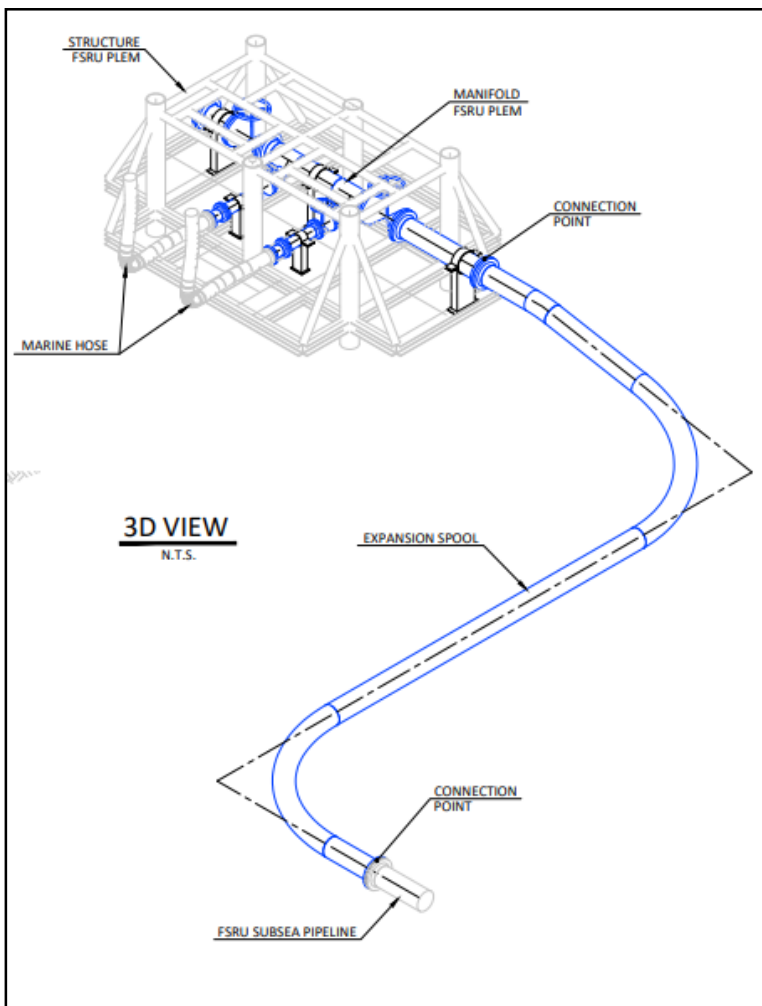 STRUCTURE
FSRU PLEM
MANIFOLD
FSRU PLEM
CONNECTION
POINT
MARINE HOSE
3D VIEW
N.T.S.
EXPANSION SPOOL
CONNECTION
POINT
FSRU SUBSEA PIPELINE